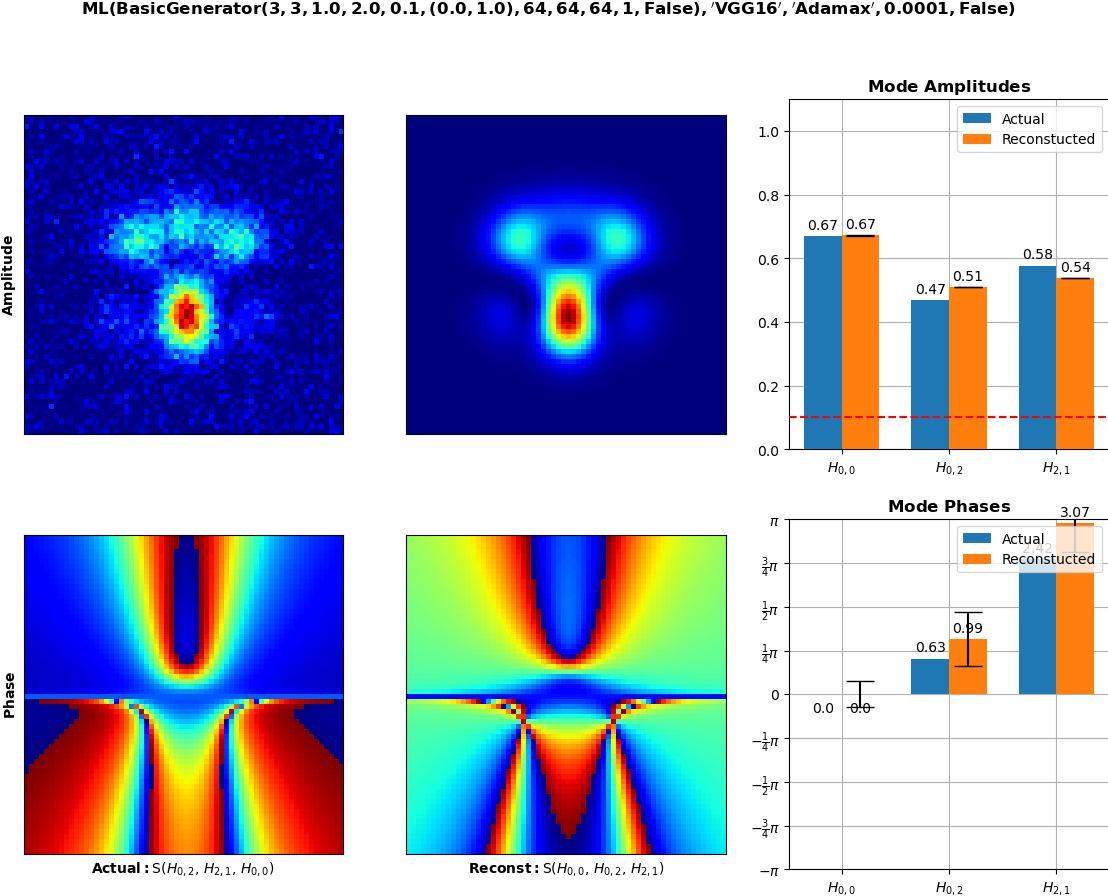 ML(BasicGenerator(3, 3, 1.0, 2.0, 0.1, (0.0, 1.0), 64, 64, 64, 1, False), 'VGG16', 'Adamax', 0.0001, False)
Amplitude
Mode Amplitudes
Actual
Reconstucted
1.0
0.8
0.6
0.4
0.2
0.0
0.67
0.67
0.47
0.51
0.58
0.54
H0,0
H0,2
H2,1
Phase
Actual: S(H0,2, H2,1, H0,0)
Reconst: S(H0,0, H0,2, H2,1)
Mode Phases
Actual
Reconstucted
π
3/4π
1/2π
1/4π
0
−1/4π
−1/2π
−3/4π
−π
0.0
0.0
0.63
0.99
2.42
3.07
H0,0
H0,2
H2,1